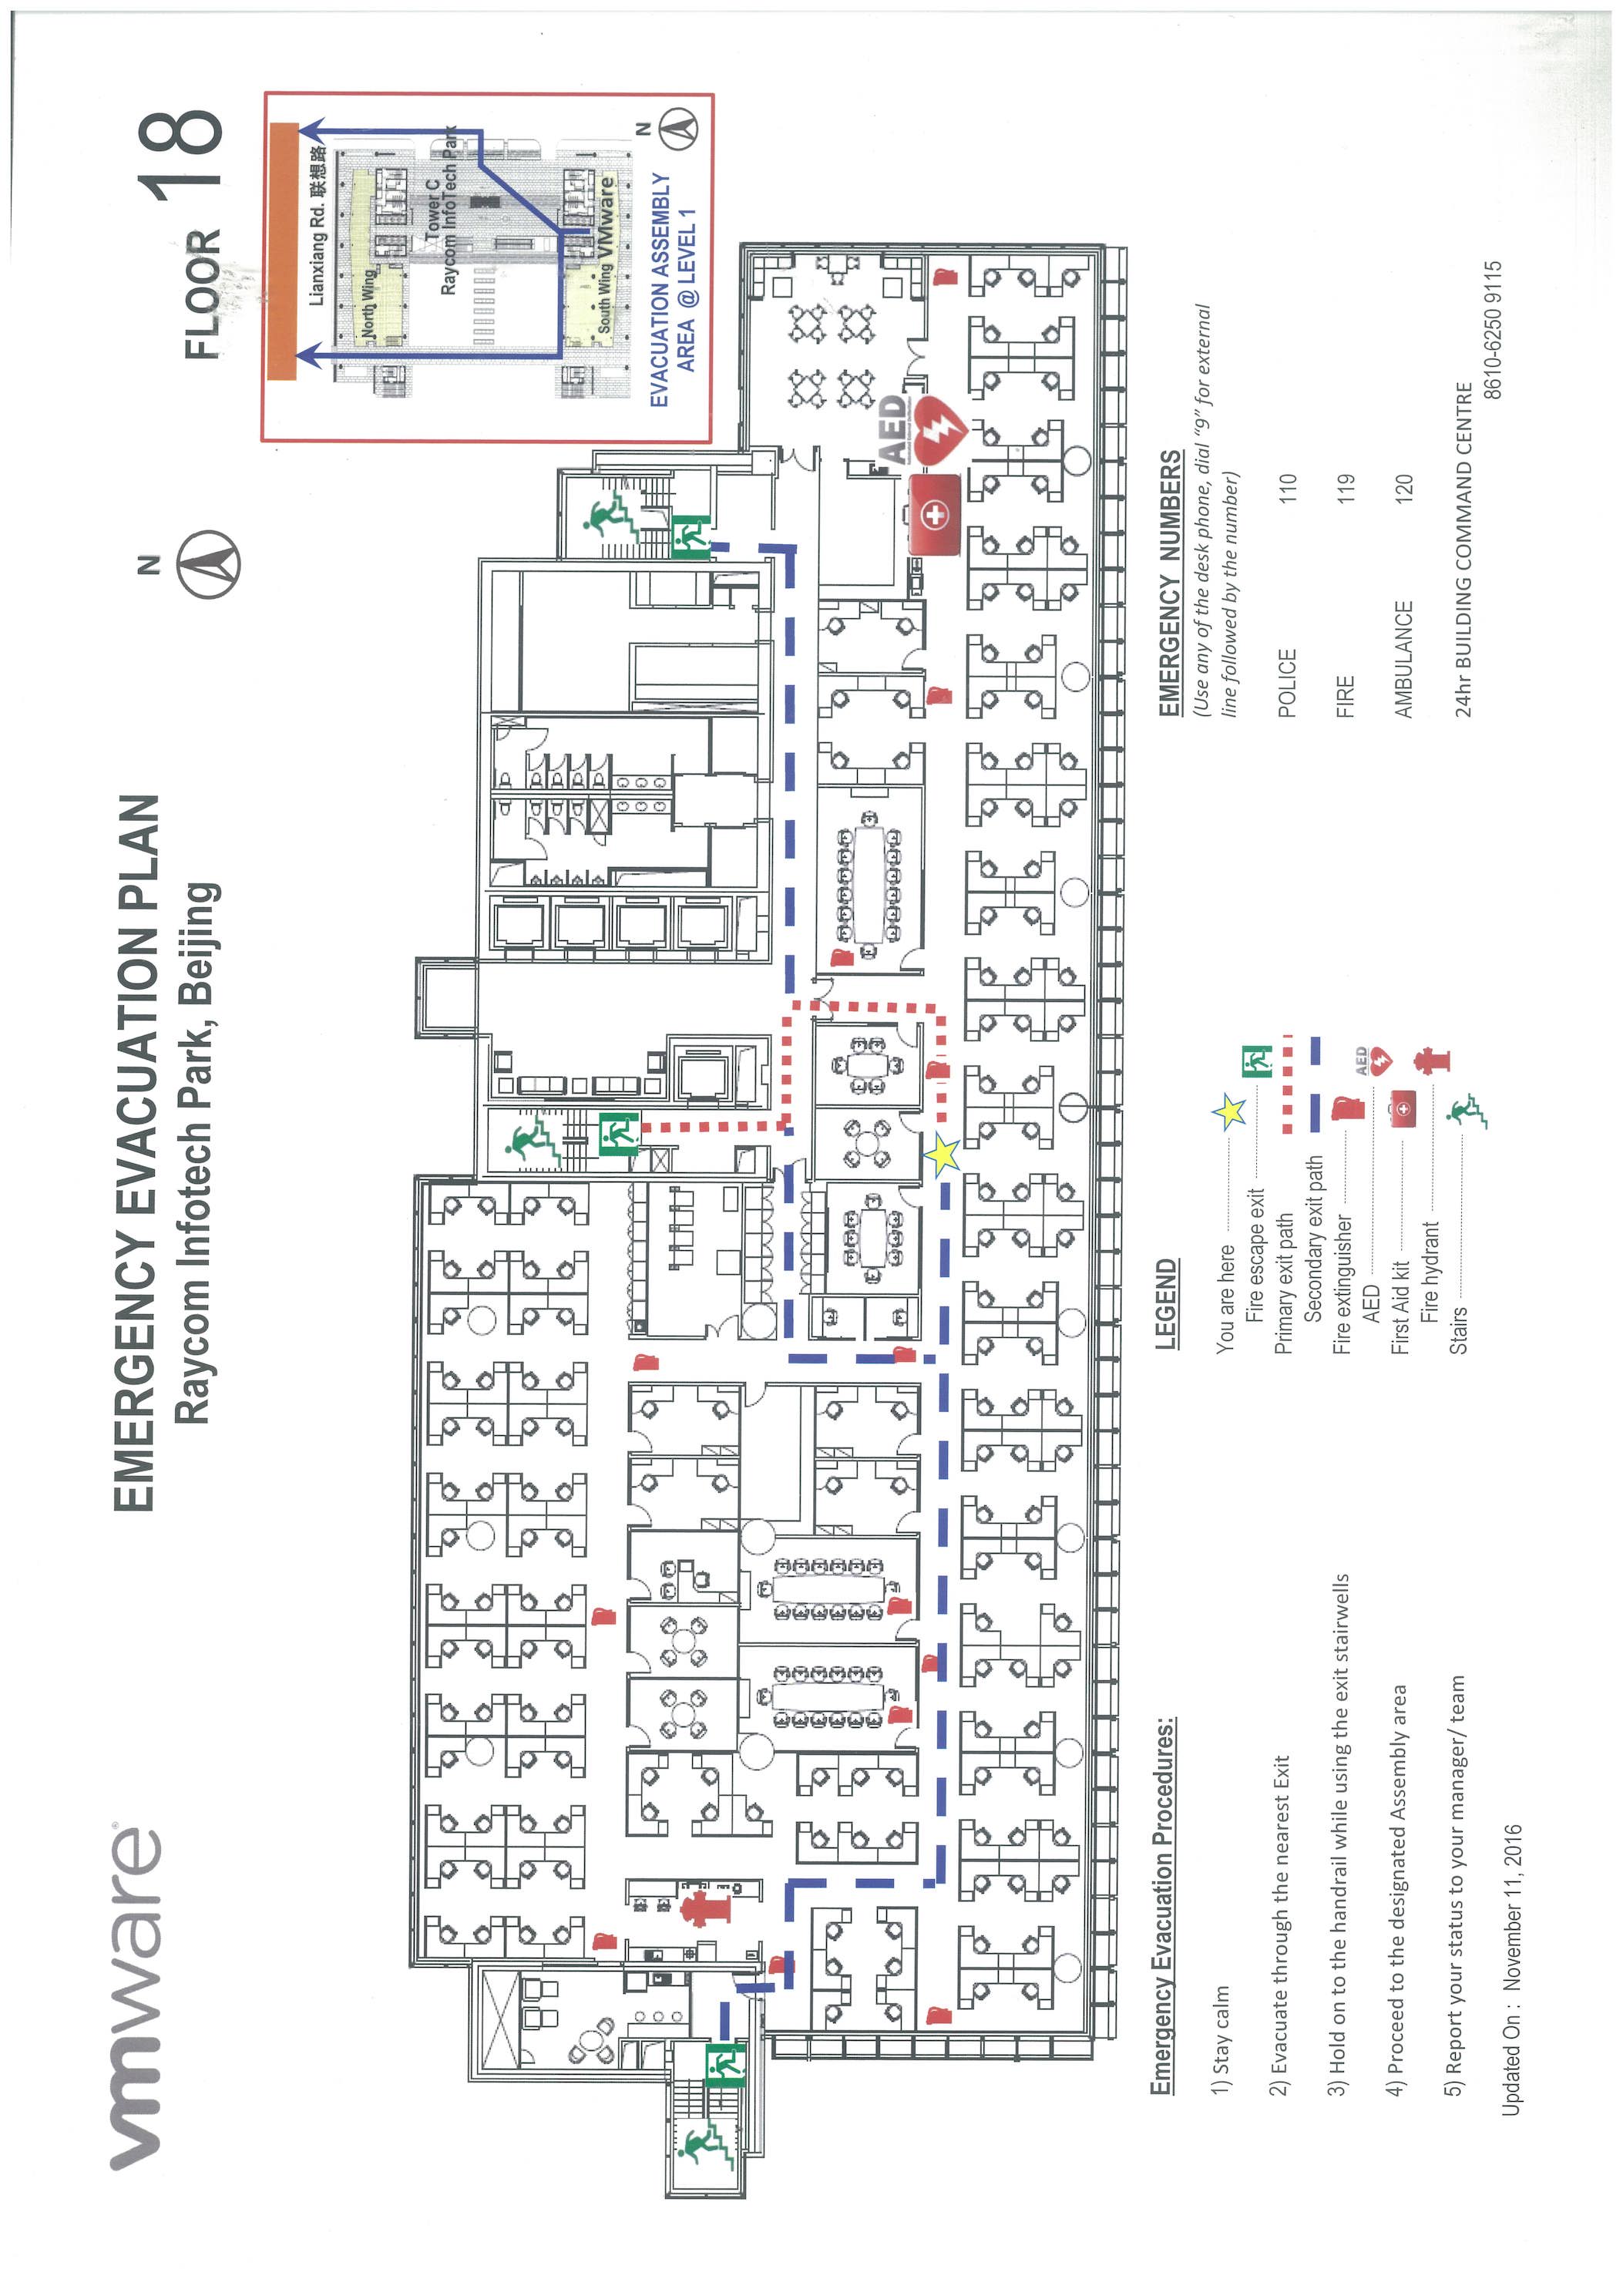 vmware®
EMERGENCY EVACUATION PLAN
Raycom Infotech Park, Beijing
N
FLOOR 18
Lianxiang Rd. 联想路
North Wing
Tower C
Raycom InfoTech Park
South Wing VMware
N
EVACUATION ASSEMBLY
AREA @ LEVEL 1
AED
Emergency Evacuation Procedures:
1) Stay calm
2) Evacuate through the nearest Exit
3) Hold on to the handrail while using the exit stairwells
4) Proceed to the designated Assembly area
5) Report your status to your manager/ team
Updated On : November 11, 2016
LEGEND
You are here
Fire escape exit
Primary exit path
Secondary exit path
Fire extinguisher
AED
AED
First Aid kit
Fire hydrant
Stairs
EMERGENCY NUMBERS
(Use any of the desk phone, dial "9" for external
line followed by the number)
POLICE 110
FIRE 119
AMBULANCE 120
24hr BUILDING COMMAND CENTRE
8610-6250 9115